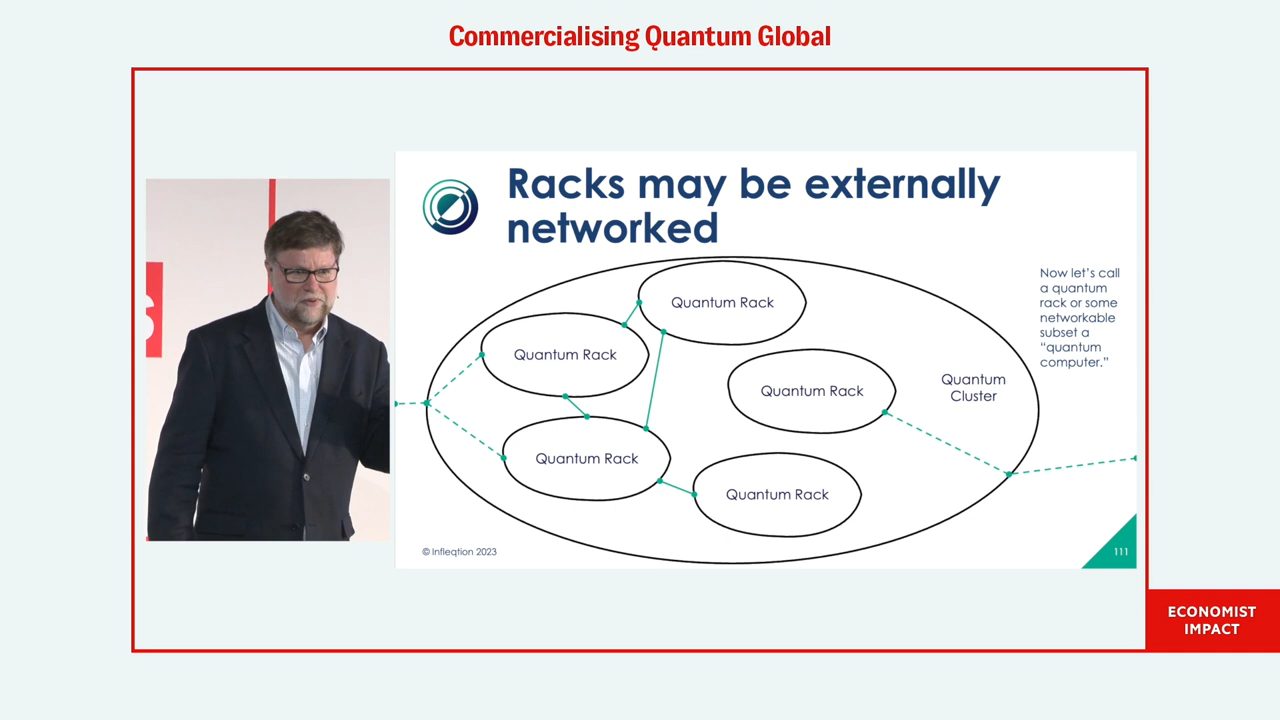 Commercialising Quantum Global
Racks may be externally
networked
Quantum Rack
Quantum Rack
Quantum Rack
Quantum Rack
Quantum Rack
Quantum
Cluster
Now let’s call
a quantum
rack or some
networkable
subset a
“quantum
computer.”
© Infleqtion 2023
111
ECONOMIST
IMPACT